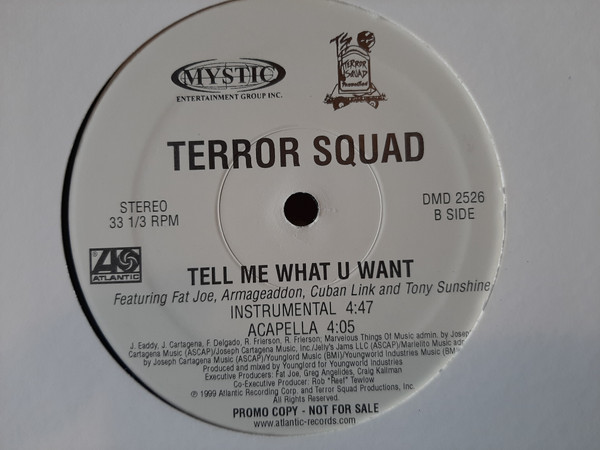 MYSTIC
ENTERTAINMENT GROUP INC.
TS
TERROR
SQUAD
TERROR SQUAD
STEREO
33 1/3 RPM
DMD 2526
B SIDE
ATLANTIC
TELL ME WHAT U WANT
Featuring Fat Joe, Armageddon, Cuban Link and Tony Sunshine
INSTRUMENTAL 4:47
ACAPELLA 4:05
J. Eaddy, J. Cartagena, F. Delgado, R. Frierson, R. Frierson; Marvelous Things Of Music admin. by Joseph
Cartagena Music (ASCAP)/Joseph Cartagena Music, Inc./Jelly's Jams LLC (ASCAP)/Marielito Music
by Joseph Cartagena Music (ASCAP)/Younglord Music (BMI)/Youngworld Industries Music
Produced and mixed by Younglord for Youngworld Industries
Executive Producers: Fat Joe, Greg Angelides, Craig Kallman
Co-Executive Producer: Rob "Reef" Tewlow
℗ 1999 Atlantic Recording Corp. and Terror Squad Productions, Inc.
All Rights Reserved.
PROMO COPY - NOT FOR SALE
www.atlantic-records.com